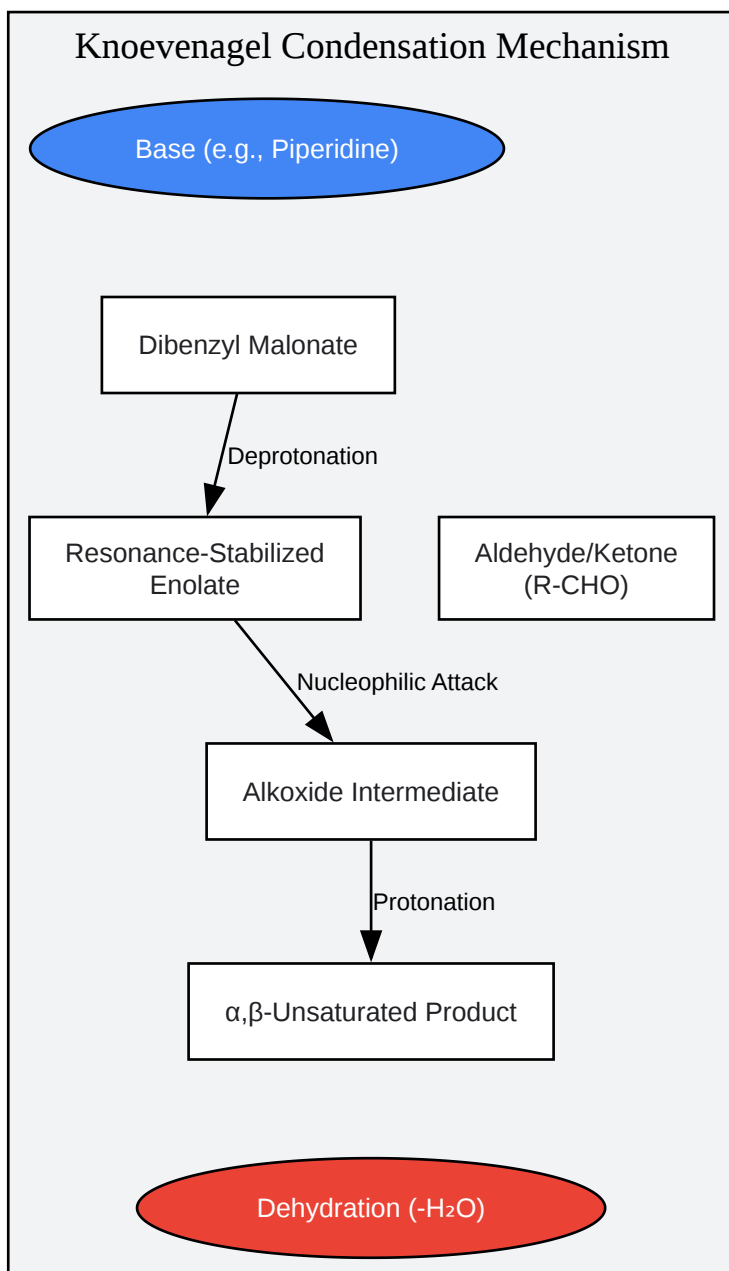 Knoevenagel Condensation Mechanism
Base (e.g., Piperidine)
Dibenzyl Malonate
Deprotonation
Resonance-Stabilized
Enolate
Aldehyde/Ketone
(R-CHO)
Nucleophilic Attack
Alkoxide Intermediate
Protonation
α,β-Unsaturated Product
Dehydration (-H₂O)